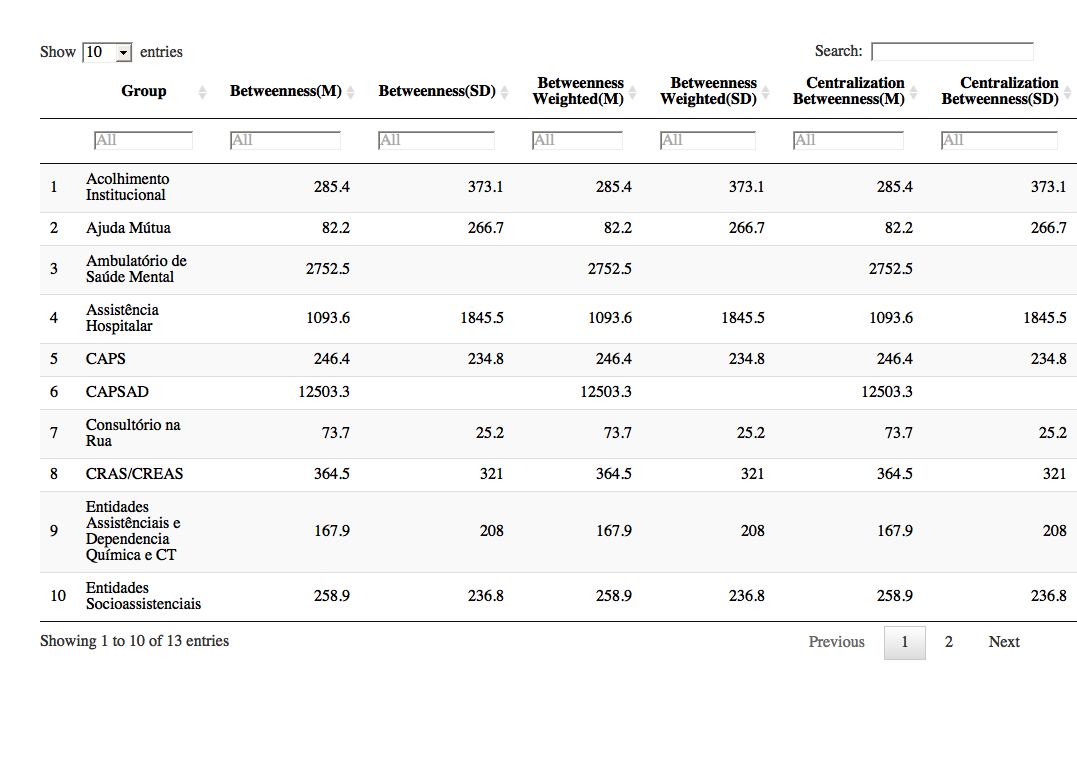 Show 10 entries Search:
Group Betweenness(M) Betweenness(SD) Betweenness Weighted(M) Betweenness Weighted(SD) Centralization Betweenness(M) Centralization Betweenness(SD)
All All All All All All All
1 Acolhimento Institucional 285.4 373.1 285.4 373.1 285.4 373.1
2 Ajuda Mútua 82.2 266.7 82.2 266.7 82.2 266.7
3 Ambulatório de Saúde Mental 2752.5 2752.5 2752.5
4 Assistência Hospitalar 1093.6 1845.5 1093.6 1845.5 1093.6 1845.5
5 CAPS 246.4 234.8 246.4 234.8 246.4 234.8
6 CAPSAD 12503.3 12503.3 12503.3
7 Consultório na Rua 73.7 25.2 73.7 25.2 73.7 25.2
8 CRAS/CREAS 364.5 321 364.5 321 364.5 321
9 Entidades Assistênciais e Dependencia Química e CT 167.9 208 167.9 208 167.9 208
10 Entidades Socioassistenciais 258.9 236.8 258.9 236.8 258.9 236.8
Showing 1 to 10 of 13 entries Previous 1 2 Next